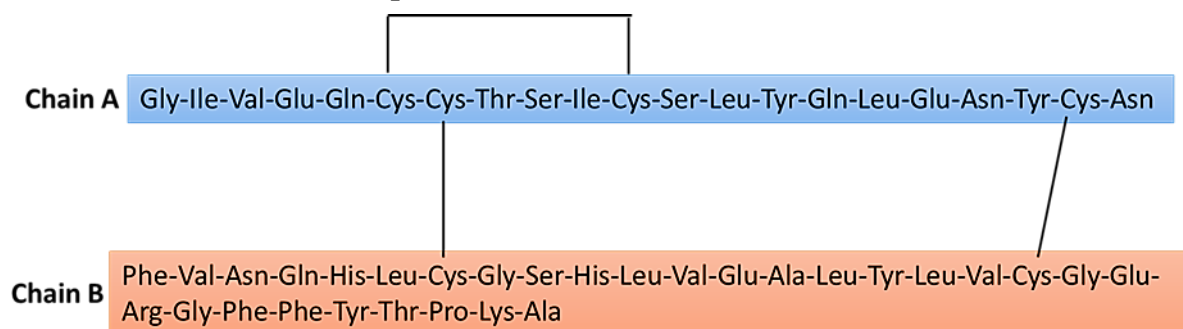 Chain A Gly-Ile-Val-Glu-Gln-Cys-Cys-Thr-Ser-Ile-Cys-Ser-Leu-Tyr-Gln-Leu-Glu-Asn-Tyr-Cys-Asn
Chain B Phe-Val-Asn-Gln-His-Leu-Cys-Gly-Ser-His-Leu-Val-Glu-Ala-Leu-Tyr-Leu-Val-Cys-Gly-Glu-
Arg-Gly-Phe-Phe-Tyr-Thr-Pro-Lys-Ala